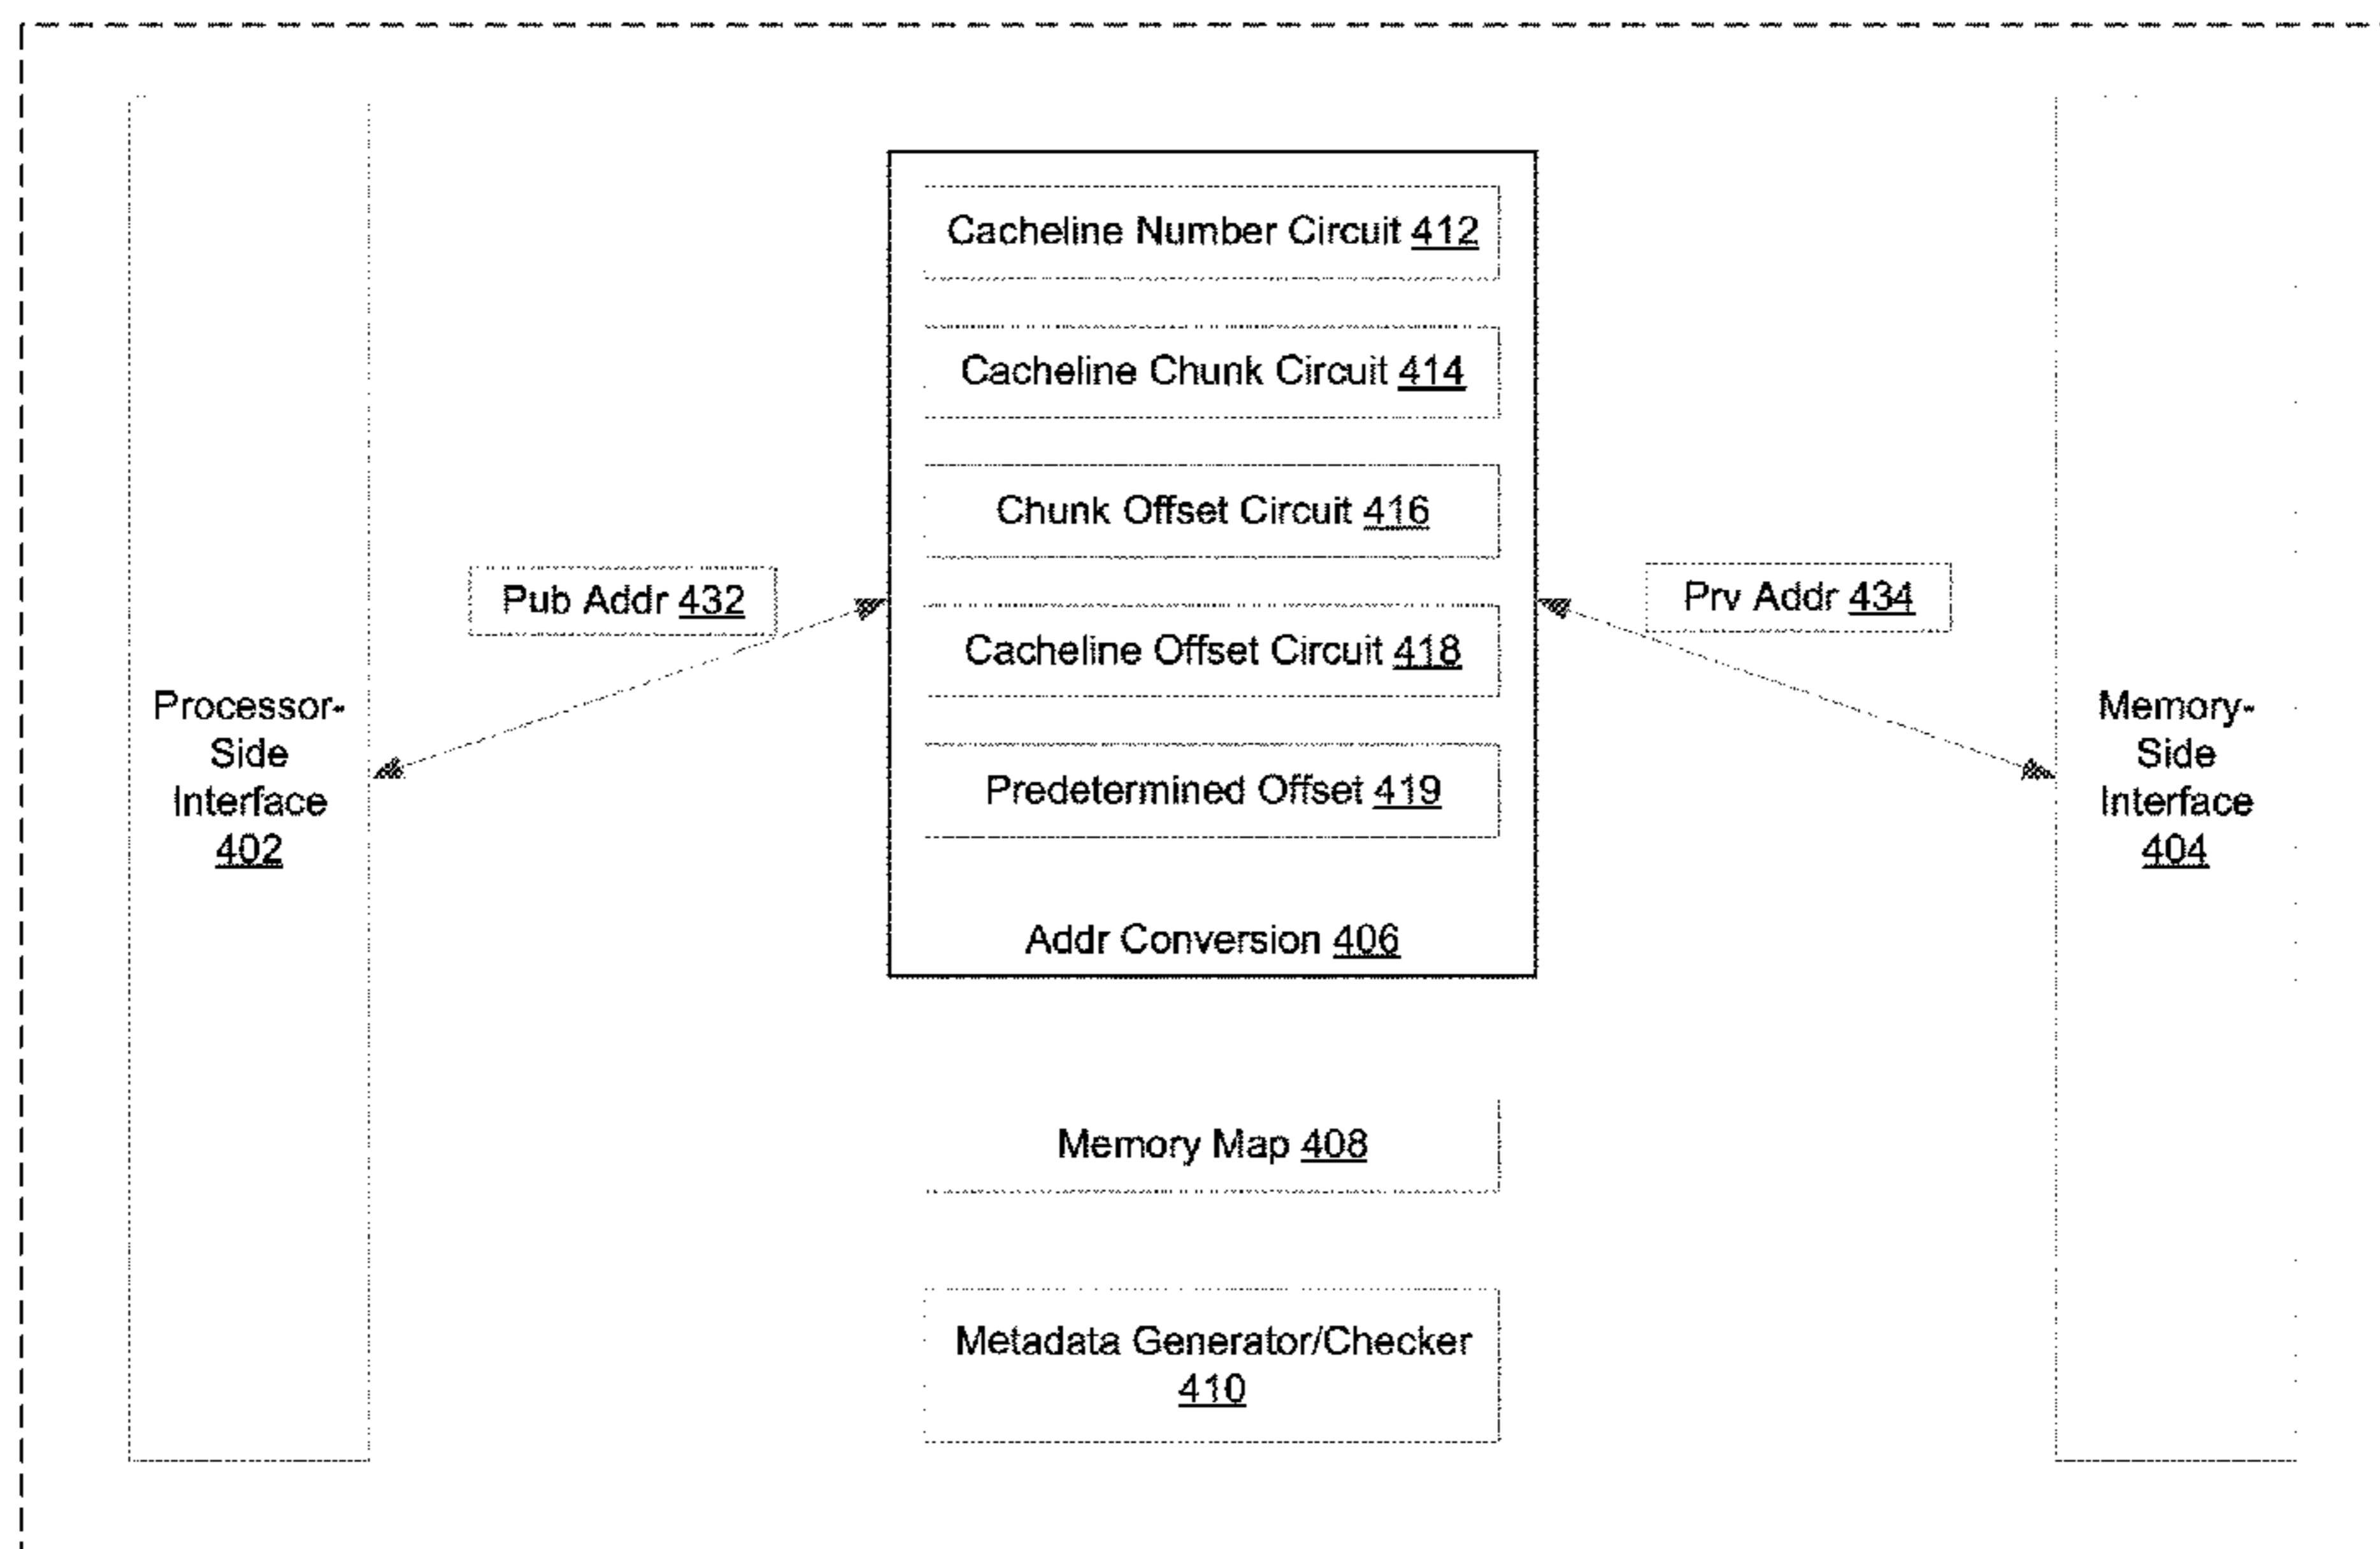 Cacheline Number Circuit 412
Cacheline Chunk Circuit 414
Chunk Offset Circuit 416
Pub Addr 432
Prv Addr 434
Cacheline Offset Circuit 418
Processor-
Side
Interface
402
Memory-
Side
Interface
404
Predetermined Offset 419
Addr Conversion 406
Memory Map 408
Metadata Generator/Checker
410